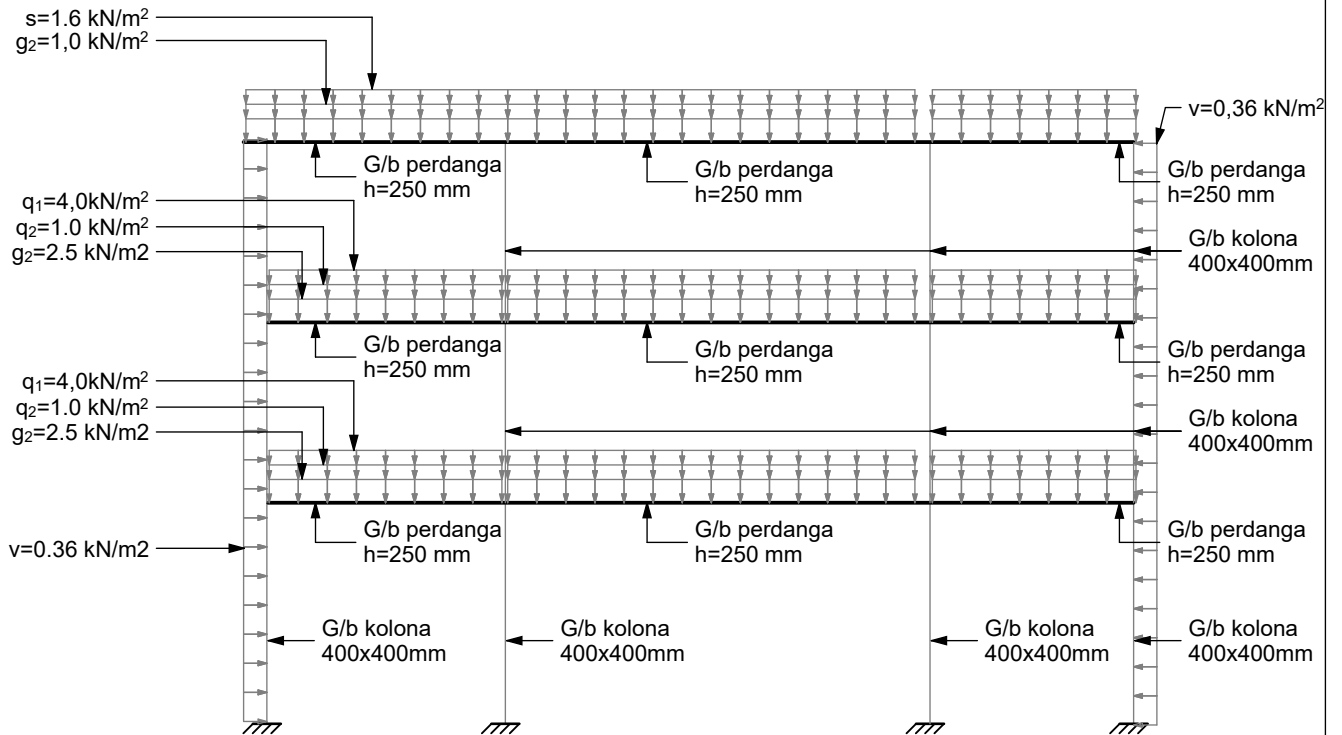 s=1.6 kN/m²
g₂=1,0 kN/m²
v=0,36 kN/m²
G/b perdanga
h=250 mm
G/b perdanga
h=250 mm
G/b perdanga
h=250 mm
q₁=4,0kN/m²
q₂=1.0 kN/m²
g₂=2.5 kN/m2
G/b kolona
400x400mm
G/b perdanga
h=250 mm
G/b perdanga
h=250 mm
G/b perdanga
h=250 mm
q₁=4,0kN/m²
q₂=1.0 kN/m²
g₂=2.5 kN/m2
G/b kolona
400x400mm
G/b perdanga
h=250 mm
G/b perdanga
h=250 mm
G/b perdanga
h=250 mm
v=0.36 kN/m2
G/b kolona
400x400mm
G/b kolona
400x400mm
G/b kolona
400x400mm
G/b kolona
400x400mm